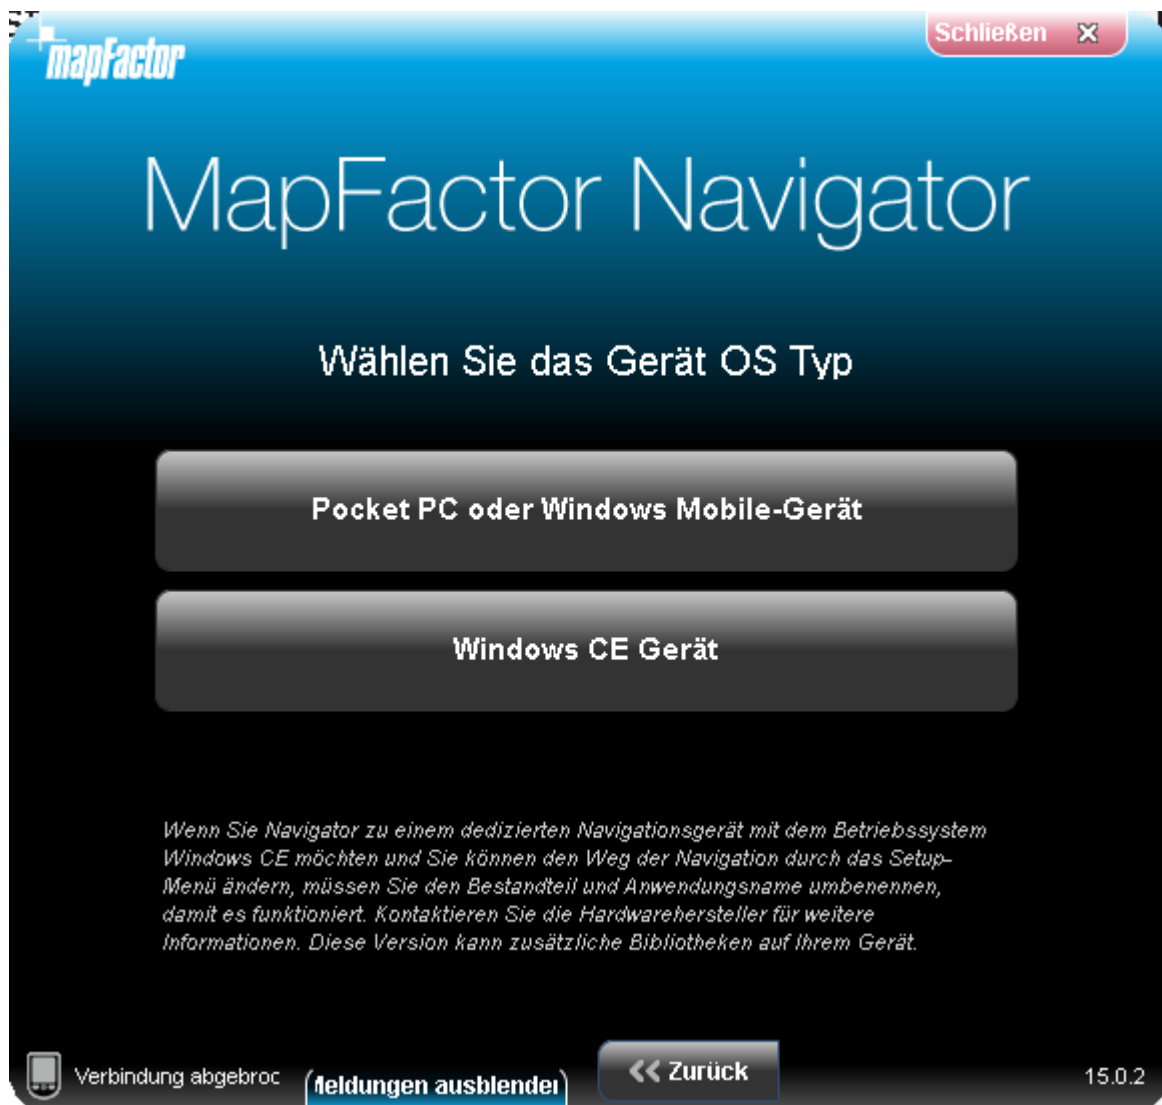 mapFactor
Schließen
MapFactor Navigator
Wählen Sie das Gerät OS Typ
Pocket PC oder Windows Mobile-Gerät
Windows CE Gerät
Wenn Sie Navigator zu einem dedizierten Navigationsgerät mit dem Betriebssystem
Windows CE möchten und Sie können den Weg der Navigation durch das Setup-
Menü ändern, müssen Sie den Bestandteil und Anwendungsname umbenennen,
damit es funktioniert. Kontaktieren Sie die Hardwarehersteller für weitere
Informationen. Diese Version kann zusätzliche Bibliotheken auf Ihrem Gerät.
Verbindung abgebroc
ausblenden
Zurück
15.0.2